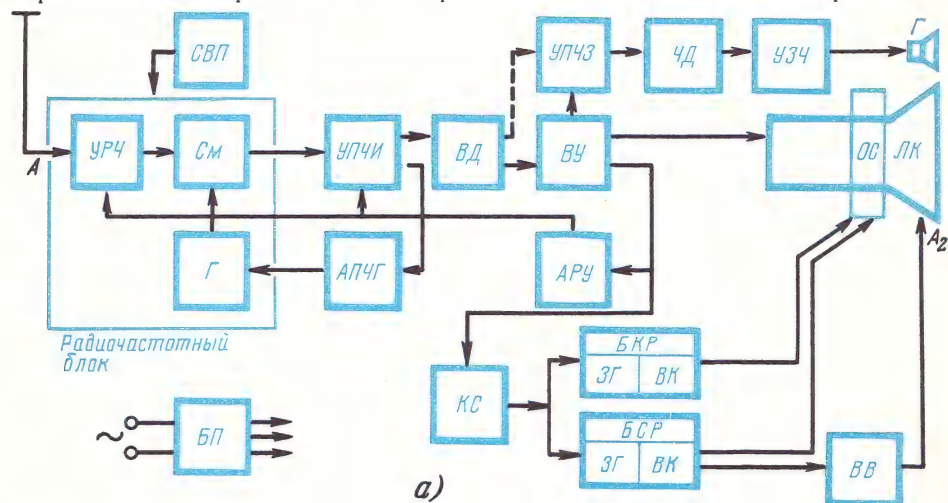 СВП
УПЧЗ
ЧД
УЗЧ
Г
А
УРЧ
См
УПЧИ
ВД
ВУ
ОС
ЛК
Г
АПЧГ
АРУ
А2
Радиочастотный
блок
БКР
ЗГ
ВК
КС
БСР
ЗГ
ВК
~
БП
ВВ
а)